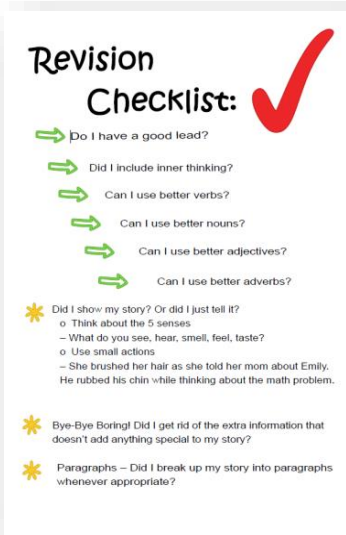 Revision
Checklist:
Do I have a good lead?
Did I include inner thinking?
Can I use better verbs?
Can I use better nouns?
Can I use better adjectives?
Can I use better adverbs?
Did I show my story? Or did I just tell it?
o Think about the 5 senses
– What do you see, hear, smell, feel, taste?
o Use small actions
– She brushed her hair as she told her mom about Emily.
He rubbed his chin while thinking about the math problem.
Bye-Bye Boring! Did I get rid of the extra information that
doesn't add anything special to my story?
Paragraphs – Did I break up my story into paragraphs
whenever appropriate?